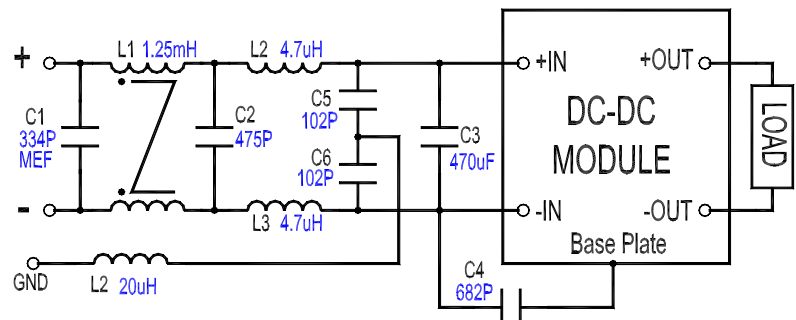 L1 1.25mH
L2 4.7uH
+
+IN
+OUT
C5
102P
C1
334P
MEF
C2
475P
C3
470uF
DC-DC
MODULE
LOAD
C6
102P
-
L3 4.7uH
-IN
-OUT
Base Plate
GND
L2 20uH
C4
682P